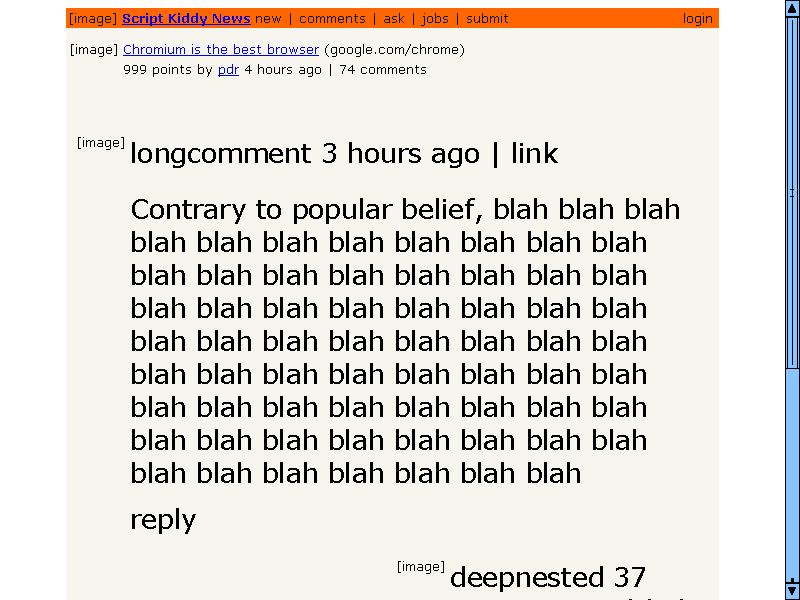 [image] Script Kiddy News new | comments | ask | jobs | submit login
[image] Chromium is the best browser (google.com/chrome)
999 points by pdr 4 hours ago | 74 comments
[image] longcomment 3 hours ago | link
Contrary to popular belief, blah blah blah
blah blah blah blah blah blah blah blah
blah blah blah blah blah blah blah blah
blah blah blah blah blah blah blah blah
blah blah blah blah blah blah blah blah
blah blah blah blah blah blah blah blah
blah blah blah blah blah blah blah blah
blah blah blah blah blah blah blah blah
blah blah blah blah blah blah blah
reply
[image] deepnested 37